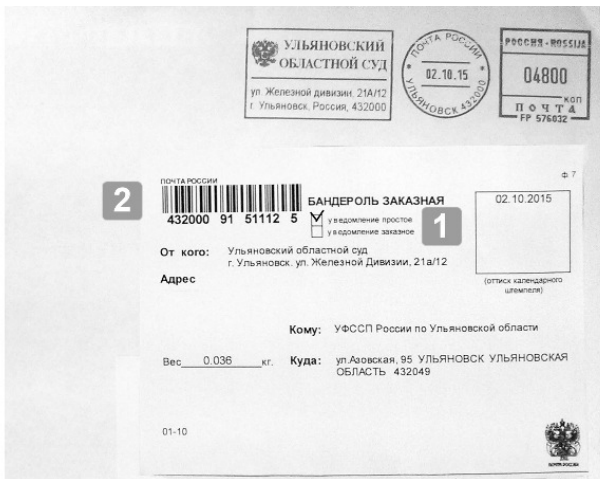 УЛЬЯНОВСКИЙ
ОБЛАСТНОЙ СУД
ул. Железной дивизии, 21А/12
г. Ульяновск, Россия, 432000
ПОЧТА РОССИИ
02.10.15
УЛЬЯНОВСК 432
РОССИЯ-ROSSIJA
04800
КОП
ПОЧТА
FP 576032
ф. 7
ПОЧТА РОССИИ
2
432000 91 51112 5
БАНДЕРОЛЬ ЗАКАЗНАЯ
уведомление простое
уведомление заказное
1
02.10.2015
(оттиск календарного
штемпеля)
От кого: Ульяновский областной суд
г. Ульяновск. ул. Железной Дивизии, 21а/12
Адрес
Кому: УФССП России по Ульяновской области
Вес 0.036 кг.
Куда: ул.Азовская, 95 УЛЬЯНОВСК УЛЬЯНОВСКАЯ
ОБЛАСТЬ 432049
01-10
ПОЧТА РОССИИ